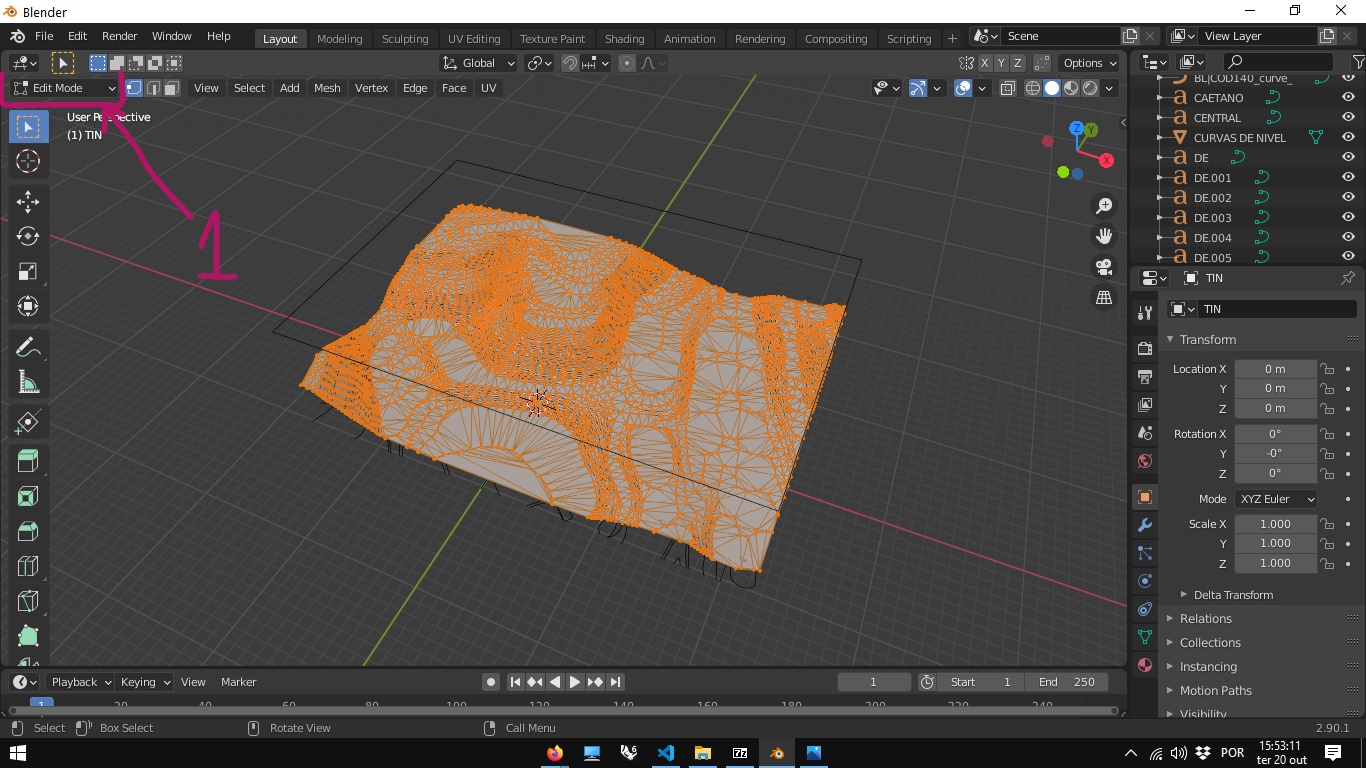 Blender
File Edit Render Window Help Layout Modeling Sculpting UV Editing Texture Paint Shading Animation Rendering Compositing Scripting + Scene View Layer
Global X Y Z Options
Edit Mode View Select Add Mesh Vertex Edge Face UV
User Perspective
(1) TIN
1
Z Y X
BLJCOD140_curve_
CAETANO
CENTRAL
CURVAS DE NIVEL
DE
DE.001
DE.002
DE.003
DE.004
DE.005
TIN
TIN
Transform
Location X 0 m
Y 0 m
Z 0 m
Rotation X 0°
Y -0°
Z 0°
Mode XYZ Euler
Scale X 1.000
Y 1.000
Z 1.000
Delta Transform
Relations
Collections
Instancing
Motion Paths
Visibility
Playback Keying View Marker 1 Start 1 End 250
1 20 40 60 80 100 120 140 160 180 200 220 240
Select Box Select Rotate View Call Menu 2.90.1
POR 15:53:11
ter 20 out